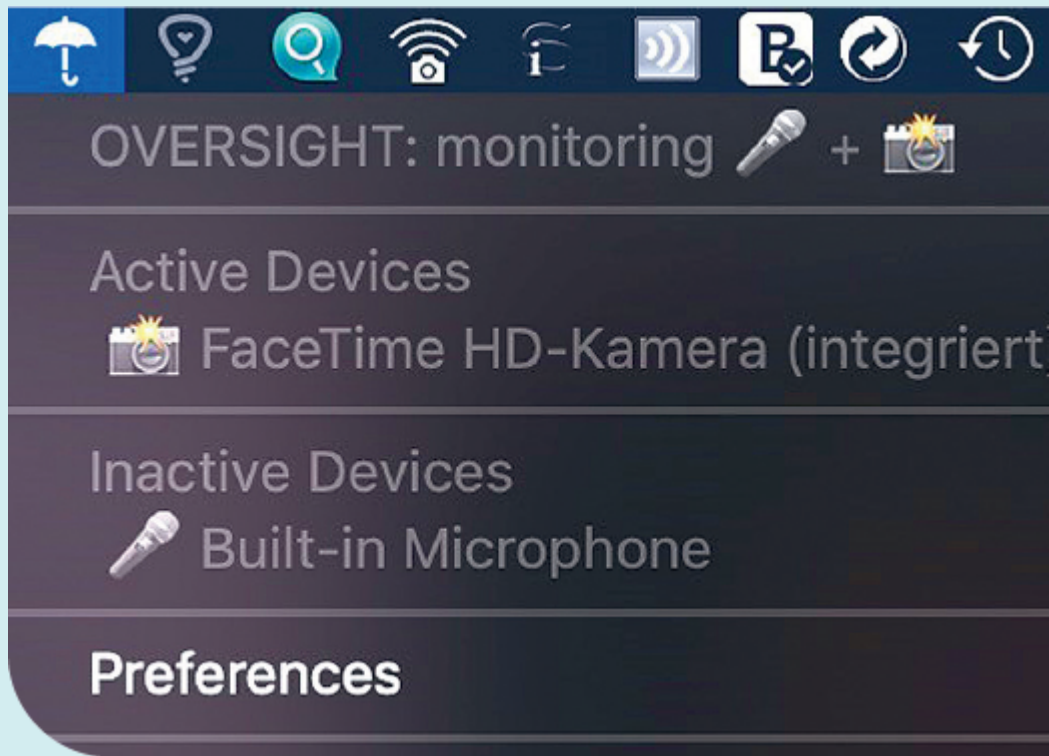 OVERSIGHT: monitoring 🎤 + 📸
Active Devices
📸 FaceTime HD-Kamera (integriert)
Inactive Devices
🎤 Built-in Microphone
Preferences